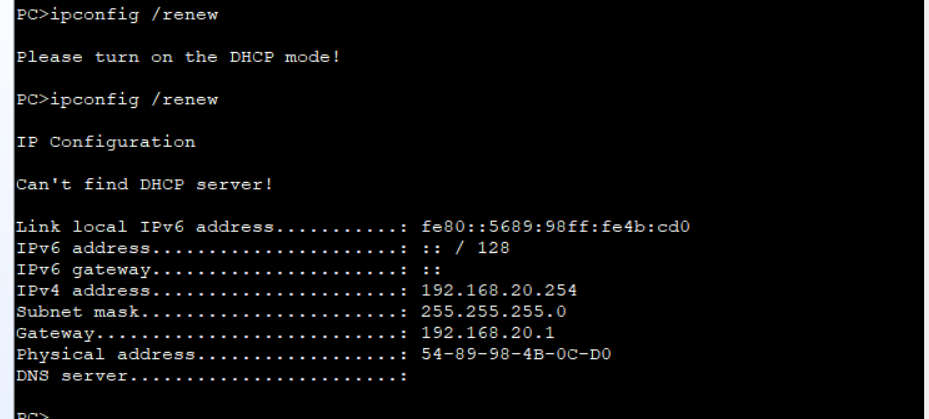 PC>ipconfig /renew
Please turn on the DHCP mode!
PC>ipconfig /renew
IP Configuration
Can't find DHCP server!
Link local IPv6 address...........: fe80::5689:98ff:fe4b:cd0
IPv6 address......................: :: / 128
IPv6 gateway......................: ::
IPv4 address......................: 192.168.20.254
Subnet mask.......................: 255.255.255.0
Gateway...........................: 192.168.20.1
Physical address..................: 54-89-98-4B-0C-D0
DNS server........................:
PC>